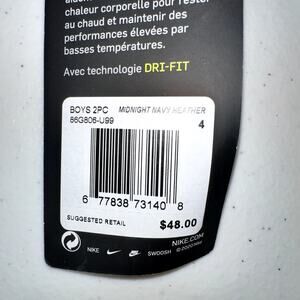 chaleur corporelle pour rester
au chaud et maintenir des
performances élevées par
basses températures.
Avec technologie DRI-FIT
BOYS 2PC MIDNIGHT NAVY HEATHER
86G806-U99 4
6 77838 73140 8
SUGGESTED RETAIL $48.00
NIKE.COM
NIKE SWOOSH ©2020 Nike